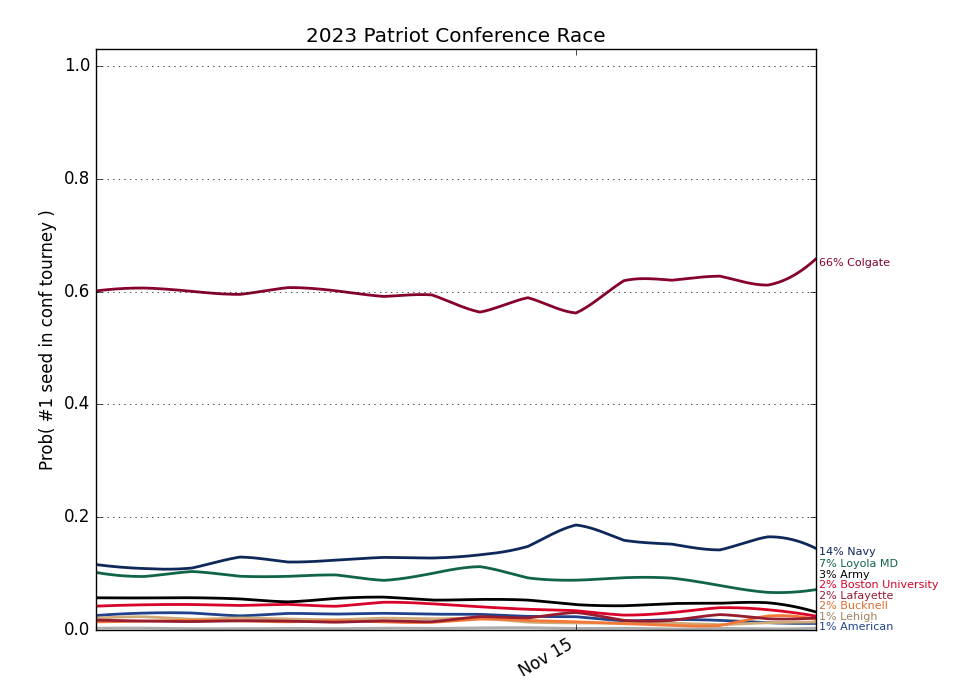 2023 Patriot Conference Race
Prob( #1 seed in conf tourney )
1.0
0.8
0.6
0.4
0.2
0.0
Nov 15
66% Colgate
14% Navy
7% Loyola MD
3% Army
2% Boston University
2% Lafayette
2% Bucknell
1% Lehigh
1% American